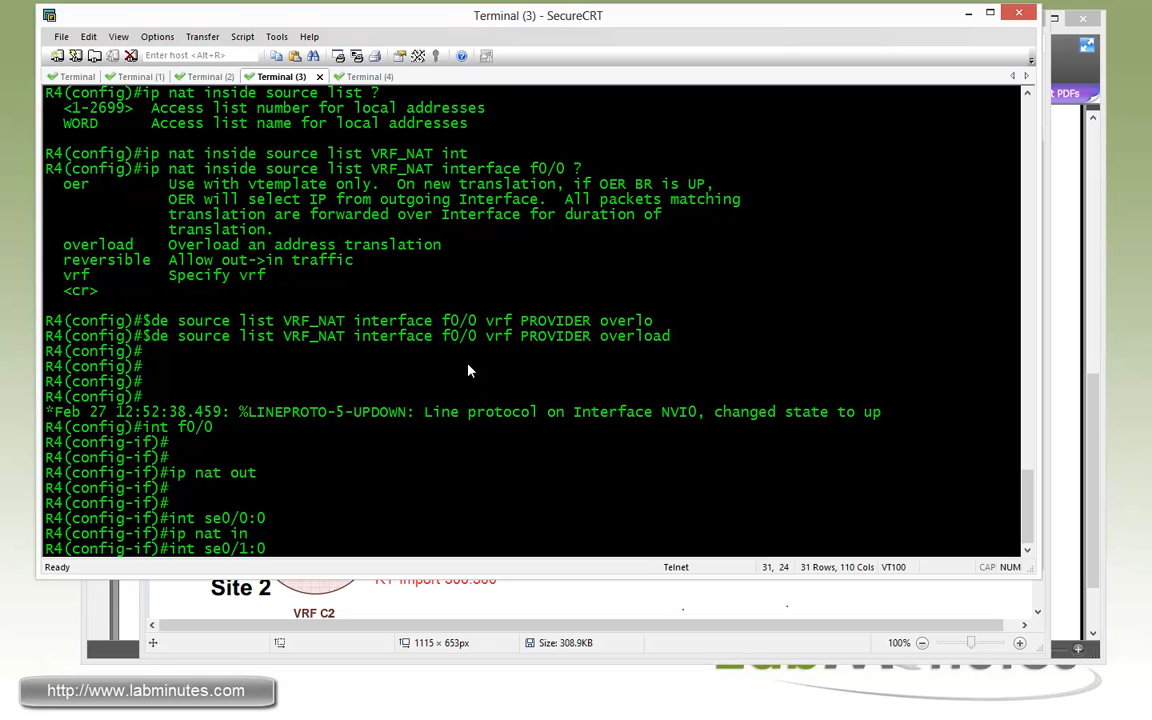 Terminal (3) - SecureCRT
File Edit View Options Transfer Script Tools Help
Enter host <Alt+R>
Terminal Terminal (1) Terminal (2) Terminal (3) Terminal (4)
R4(config)#ip nat inside source list ?
<1-2699> Access list number for local addresses
WORD Access list name for local addresses
R4(config)#ip nat inside source list VRF_NAT int
R4(config)#ip nat inside source list VRF_NAT interface f0/0 ?
oer Use with vtemplate only. On new translation, if OER BR is UP,
OER will select IP from outgoing Interface. All packets matching
translation are forwarded over Interface for duration of
translation.
overload Overload an address translation
reversible Allow out->in traffic
vrf Specify vrf
<cr>
R4(config)#$de source list VRF_NAT interface f0/0 vrf PROVIDER overlo
R4(config)#$de source list VRF_NAT interface f0/0 vrf PROVIDER overload
R4(config)#
R4(config)#
R4(config)#
R4(config)#
*Feb 27 12:52:38.459: %LINEPROTO-5-UPDOWN: Line protocol on Interface NVI0, changed state to up
R4(config)#int f0/0
R4(config-if)#
R4(config-if)#
R4(config-if)#ip nat out
R4(config-if)#
R4(config-if)#
R4(config-if)#int se0/0:0
R4(config-if)#ip nat in
R4(config-if)#int se0/1:0
Ready Telnet 31, 24 31 Rows, 110 Cols VT100 CAP NUM
t PDFs
Site 2
VRF C2
1115 × 653px Size: 308.9KB 100%
http://www.labminutes.com